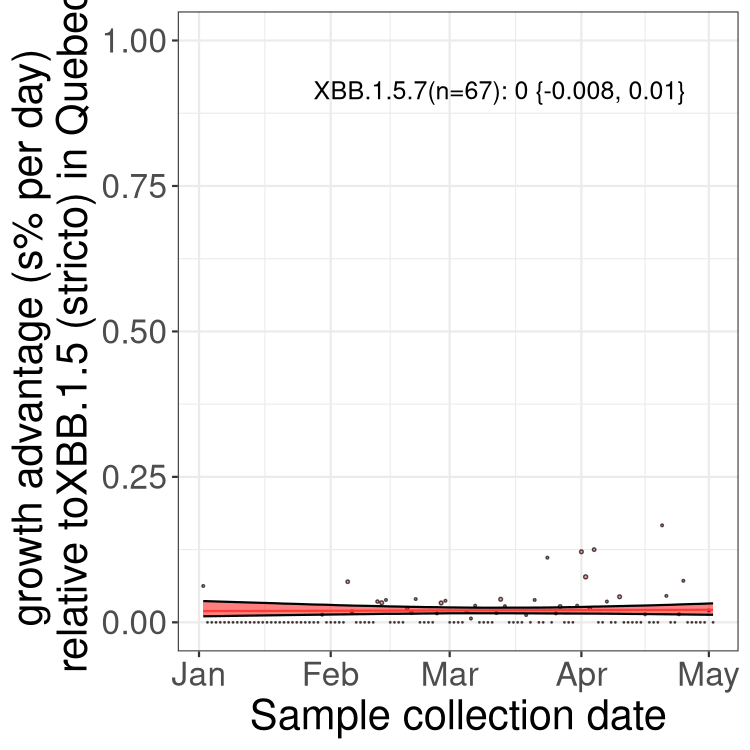 growth advantage (s% per day)
relative toXBB.1.5 (stricto) in Quebec
1.00
0.75
0.50
0.25
0.00
XBB.1.5.7(n=67): 0 {-0.008, 0.01}
Jan Feb Mar Apr May
Sample collection date